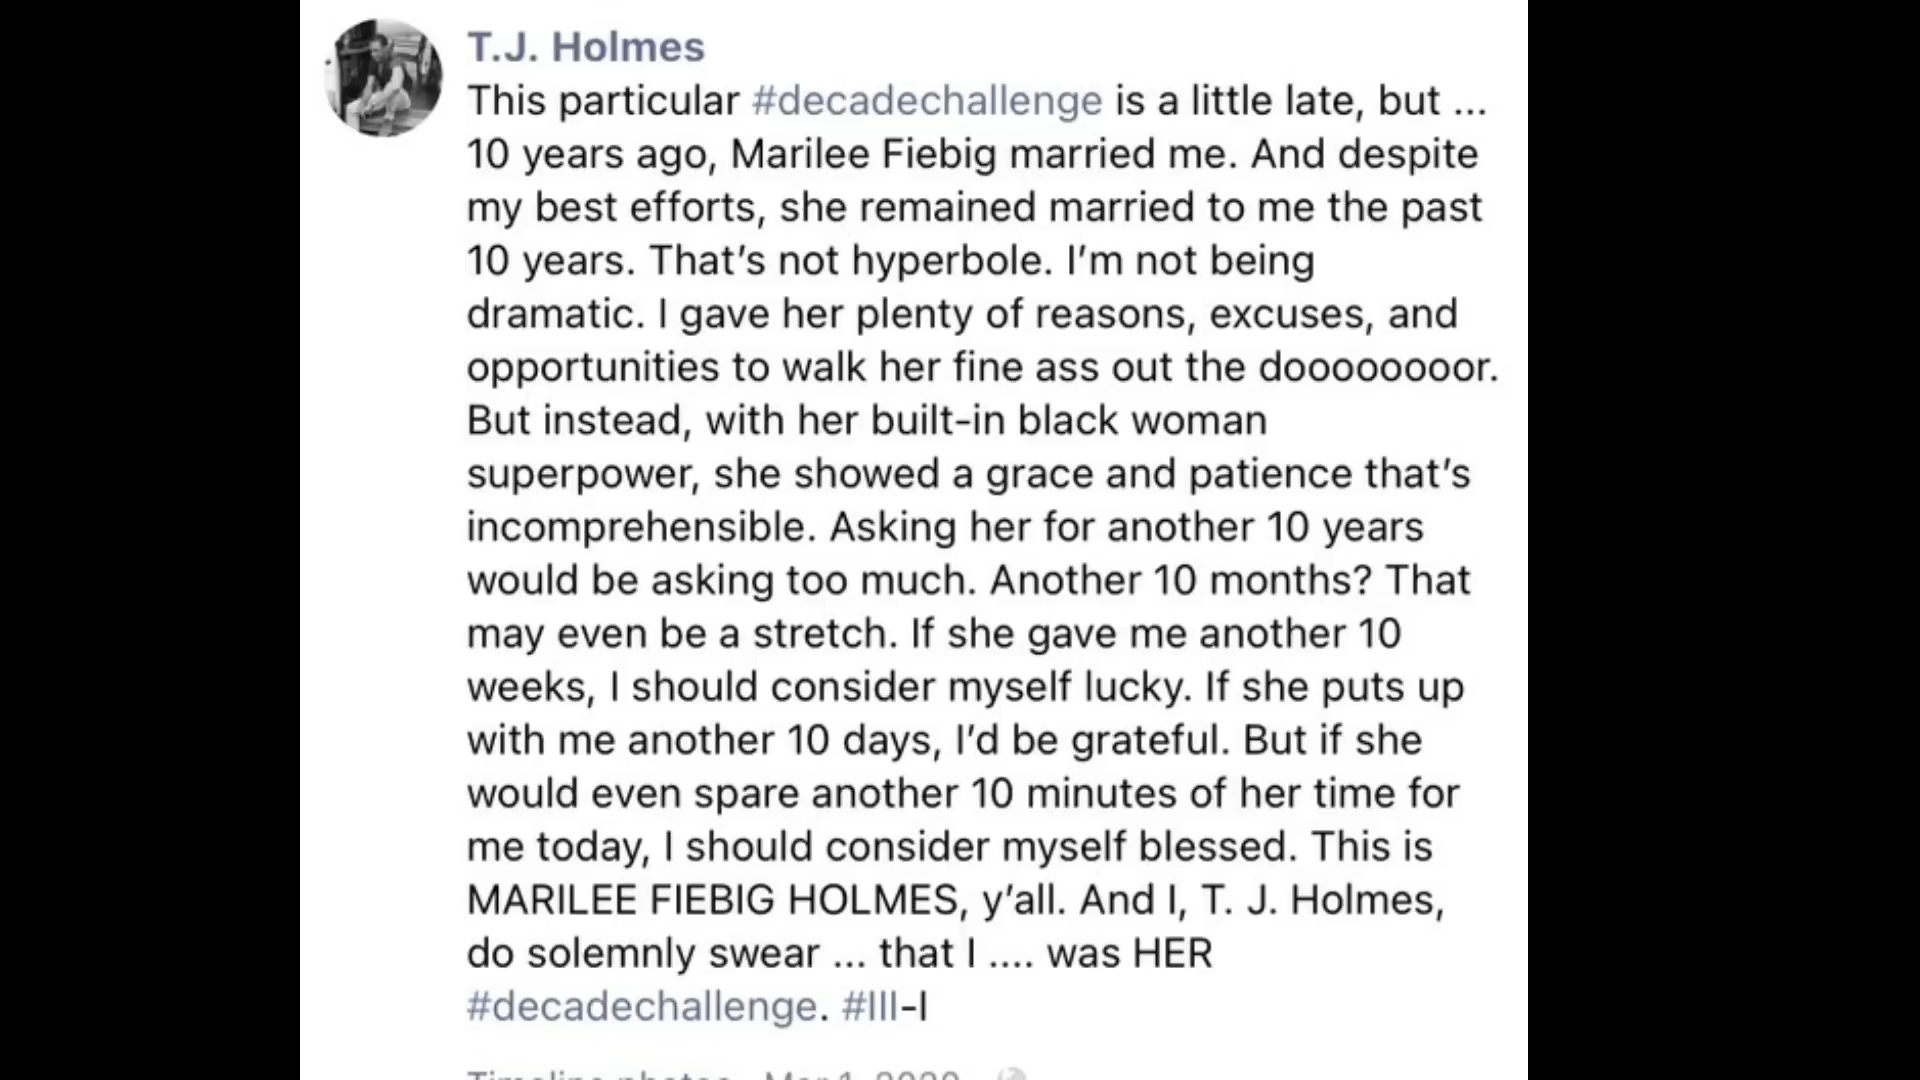 T.J. Holmes
This particular #decadechallenge is a little late, but ...
10 years ago, Marilee Fiebig married me. And despite
my best efforts, she remained married to me the past
10 years. That’s not hyperbole. I’m not being
dramatic. I gave her plenty of reasons, excuses, and
opportunities to walk her fine ass out the doooooooor.
But instead, with her built-in black woman
superpower, she showed a grace and patience that’s
incomprehensible. Asking her for another 10 years
would be asking too much. Another 10 months? That
may even be a stretch. If she gave me another 10
weeks, I should consider myself lucky. If she puts up
with me another 10 days, I’d be grateful. But if she
would even spare another 10 minutes of her time for
me today, I should consider myself blessed. This is
MARILEE FIEBIG HOLMES, y’all. And I, T. J. Holmes,
do solemnly swear ... that I .... was HER
#decadechallenge. #III-I
Timeline photos Mar 1, 2020